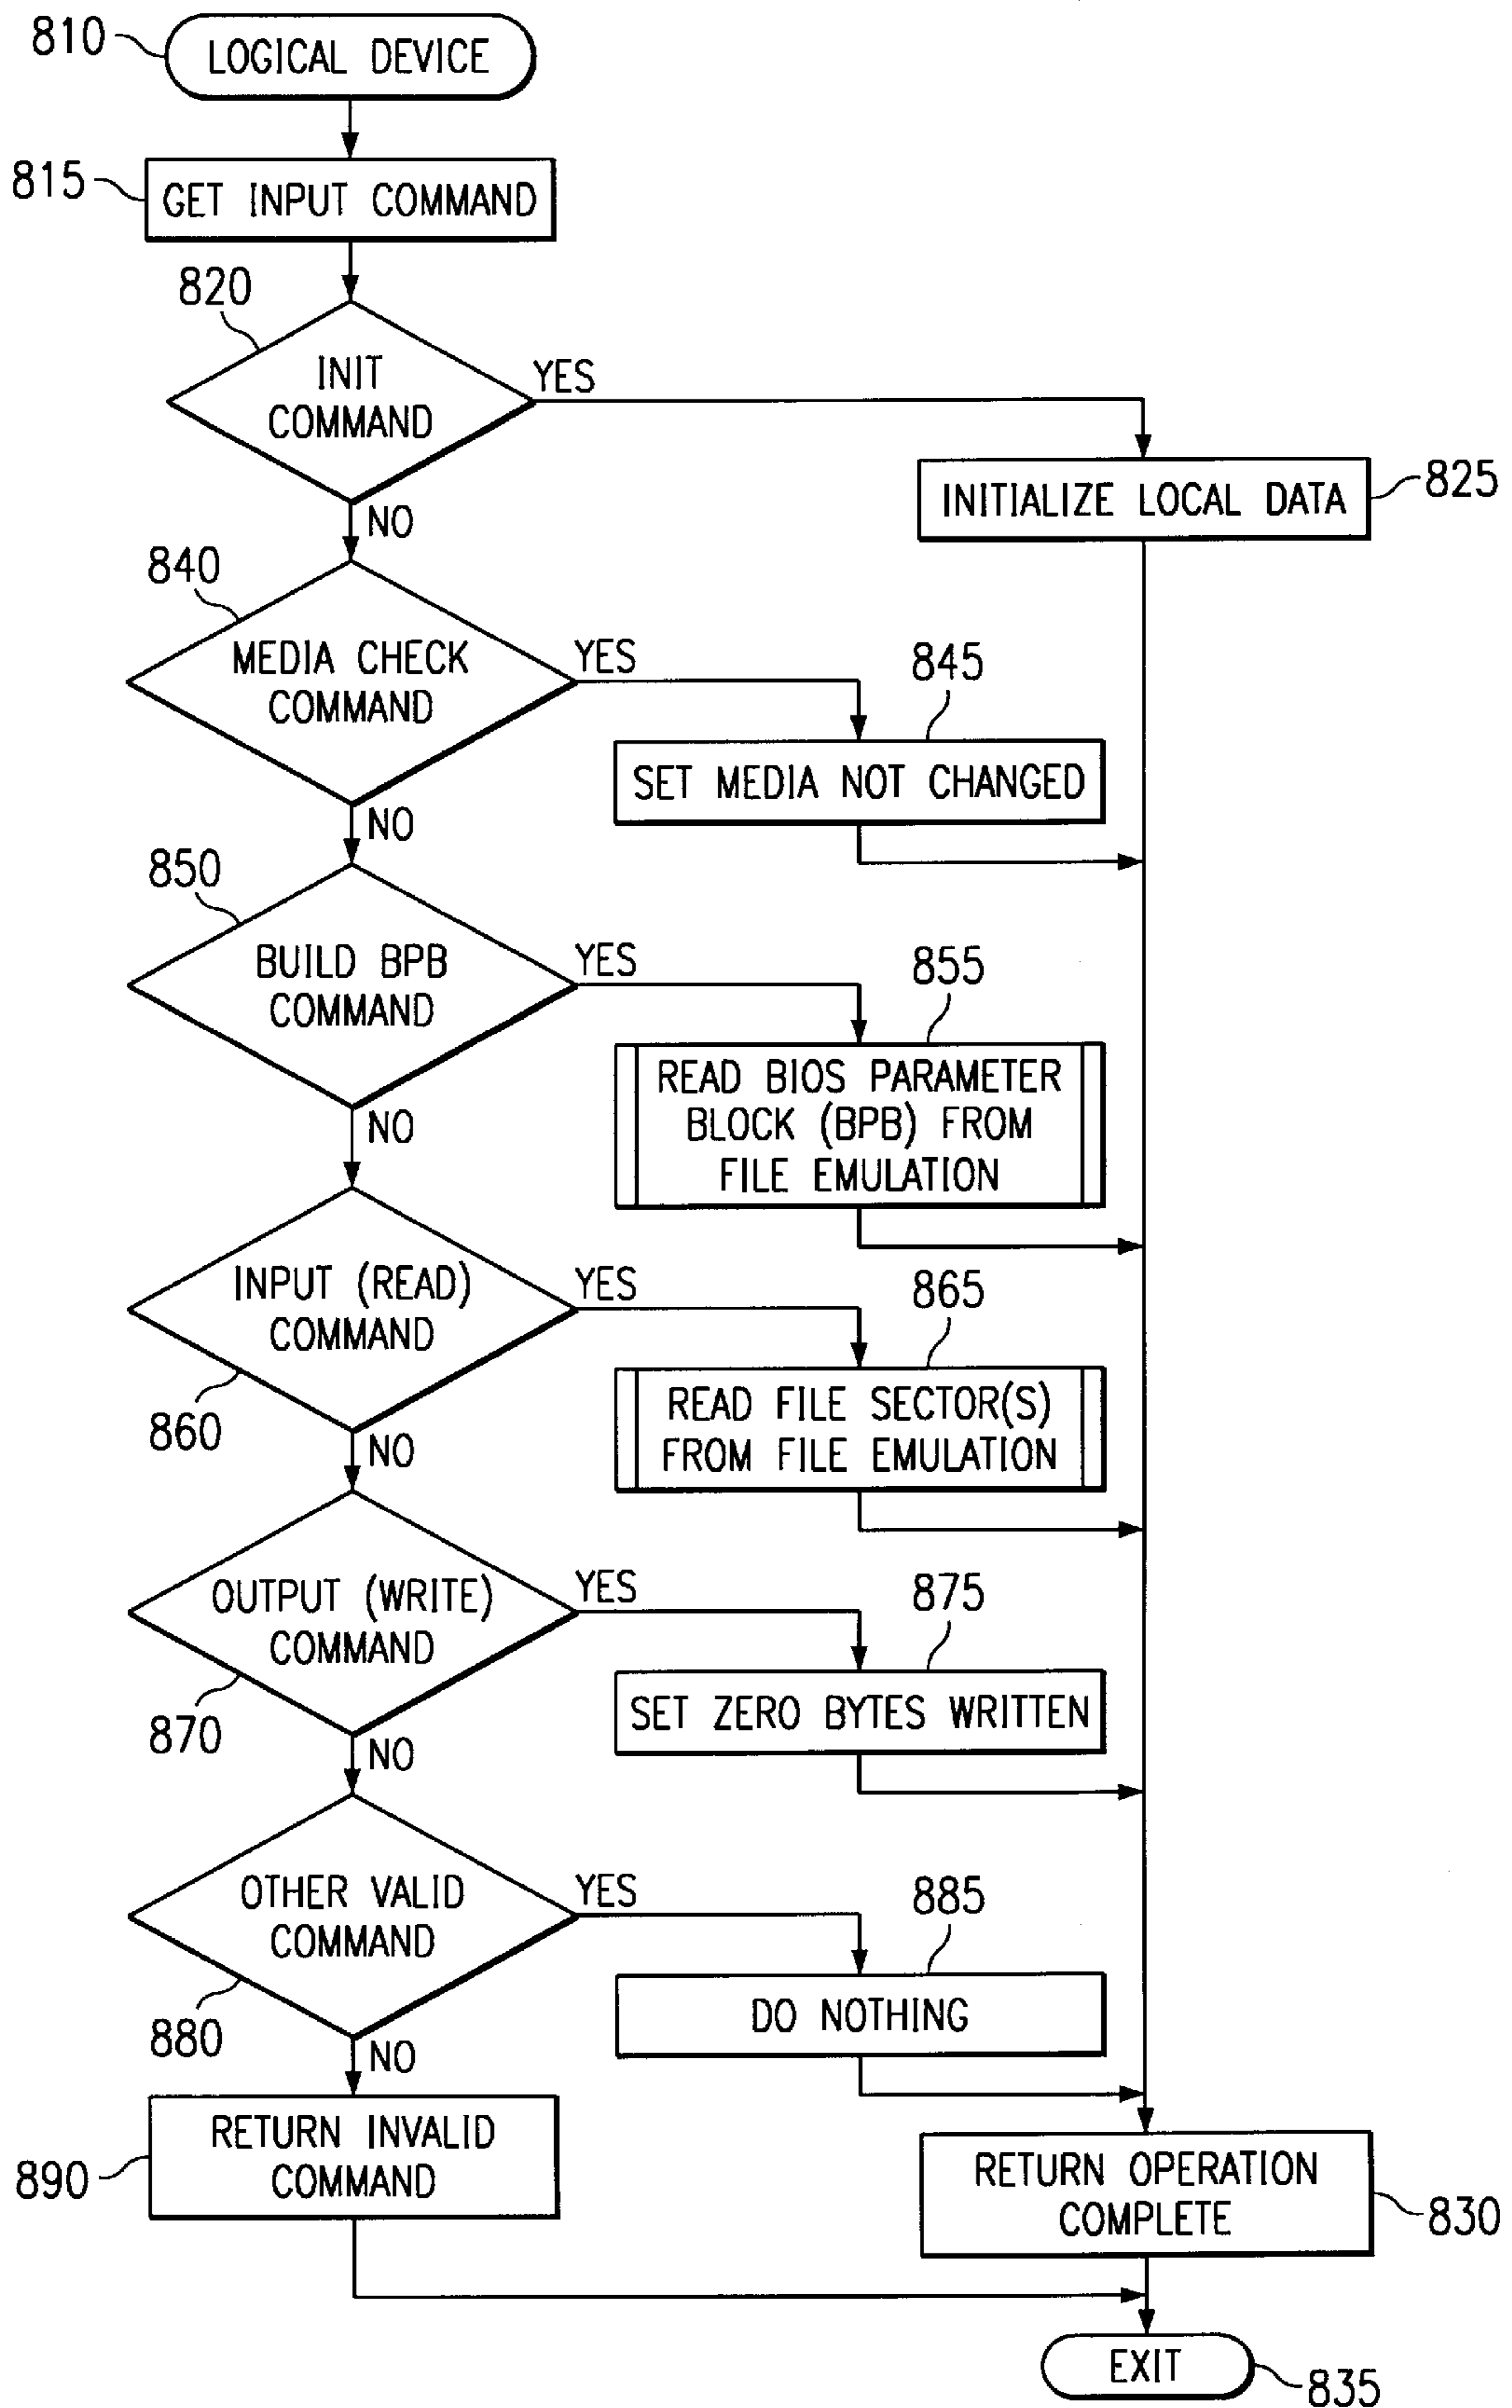 810
LOGICAL DEVICE
815
GET INPUT COMMAND
820
INIT
COMMAND
YES
NO
INITIALIZE LOCAL DATA
825
840
MEDIA CHECK
COMMAND
YES
NO
845
SET MEDIA NOT CHANGED
850
BUILD BPB
COMMAND
YES
NO
855
READ BIOS PARAMETER
BLOCK (BPB) FROM
FILE EMULATION
INPUT (READ)
COMMAND
860
YES
NO
865
READ FILE SECTOR(S)
FROM FILE EMULATION
OUTPUT (WRITE)
COMMAND
870
YES
NO
875
SET ZERO BYTES WRITTEN
OTHER VALID
COMMAND
880
YES
NO
885
DO NOTHING
RETURN INVALID
COMMAND
890
RETURN OPERATION
COMPLETE
830
EXIT
835